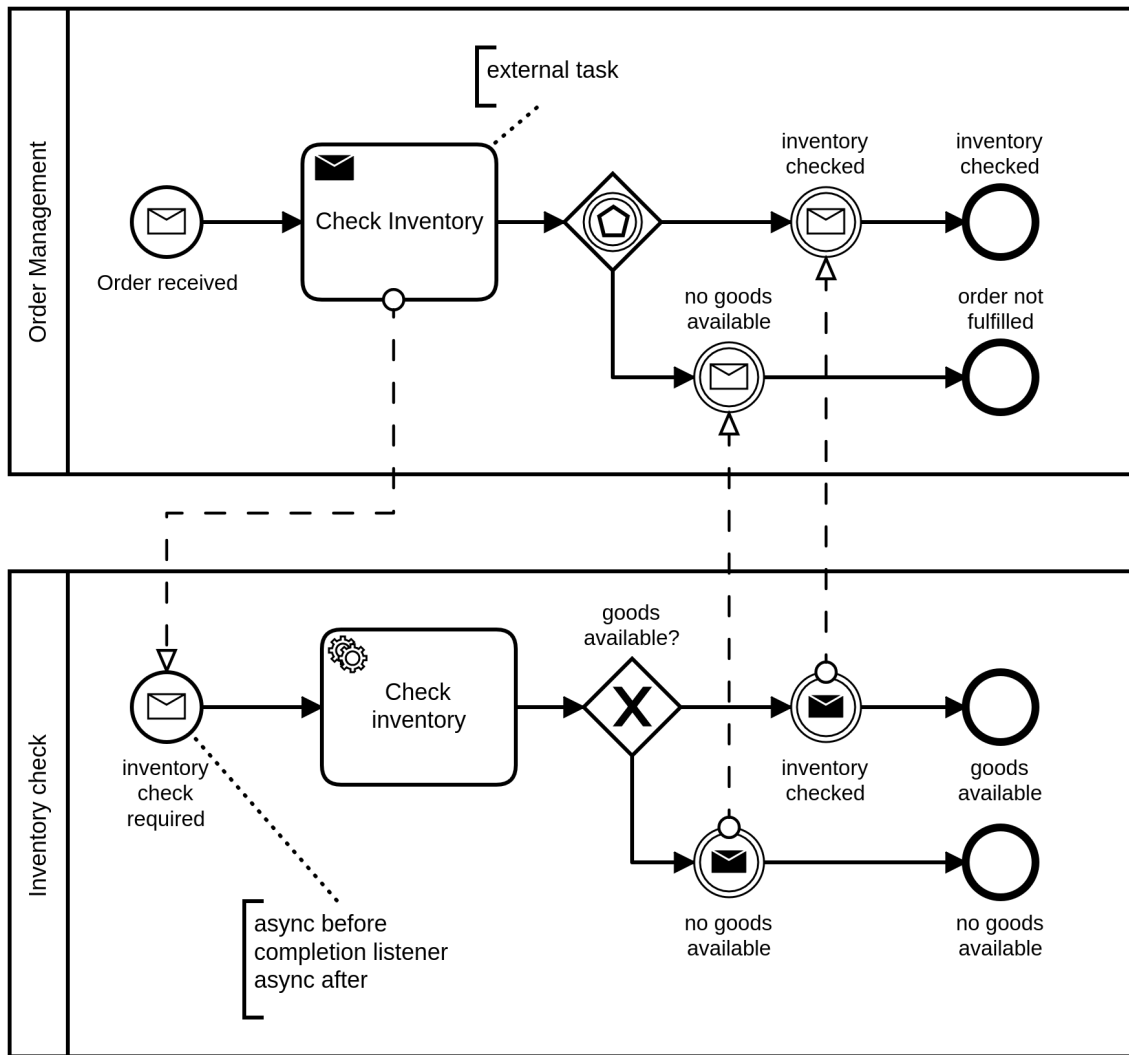 Order Management
external task
Order received
Check Inventory
inventory
checked
inventory
checked
no goods
available
order not
fulfilled
Inventory check
inventory
check
required
Check
inventory
goods
available?
inventory
checked
goods
available
no goods
available
no goods
available
async before
completion listener
async after